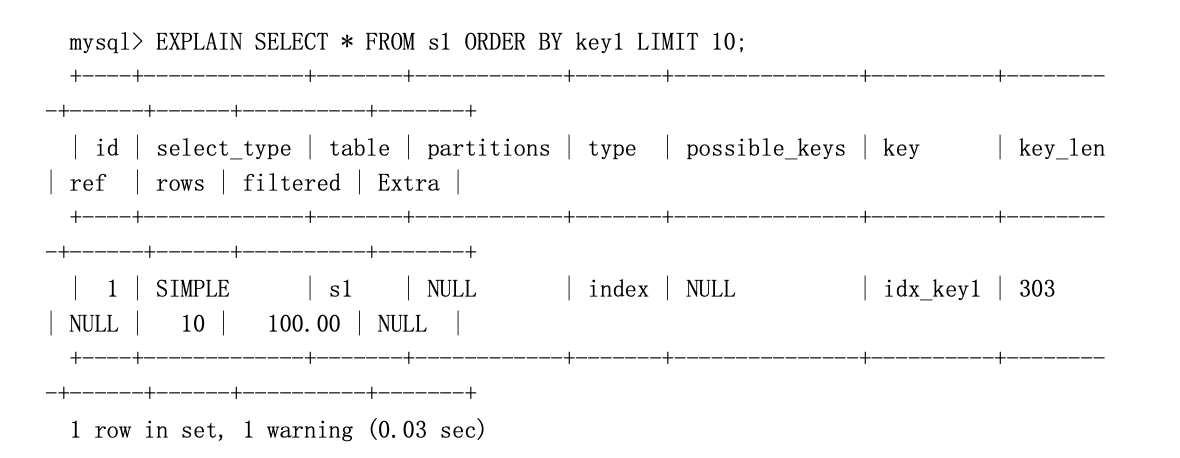 mysql> EXPLAIN SELECT * FROM s1 ORDER BY key1 LIMIT 10;
+----+-------------+-------+------------+-------+---------------+----------+--------
-+------+------+----------+-------+
| id | select_type | table | partitions | type  | possible_keys | key      | key_len
| ref  | rows | filtered | Extra |
+----+-------------+-------+------------+-------+---------------+----------+--------
-+------+------+----------+-------+
|  1 | SIMPLE      | s1    | NULL       | index | NULL          | idx_key1 | 303
| NULL |   10 |   100.00 | NULL  |
+----+-------------+-------+------------+-------+---------------+----------+--------
-+------+------+----------+-------+
1 row in set, 1 warning (0.03 sec)